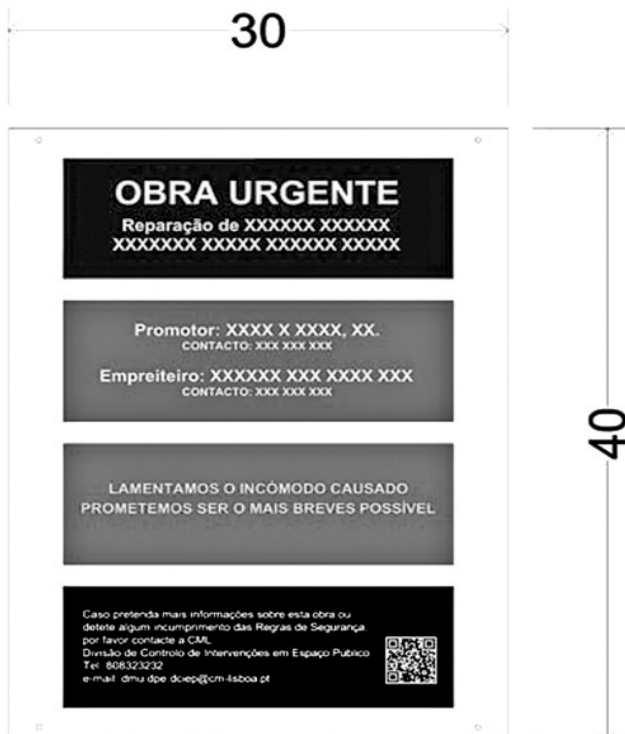 30
OBRA URGENTE
Reparação de XXXXXX XXXXXX
XXXXXXX XXXXX XXXXXX XXXXX
Promotor: XXXX X XXXX, XX.
CONTACTO: XXX XXX XXX
Empreiteiro: XXXXXX XXX XXXX XXX
CONTACTO: XXX XXX XXX
40
LAMENTAMOS O INCÓMODO CAUSADO
PROMETEMOS SER O MAIS BREVES POSSÍVEL
Caso pretenda mais informações sobre esta obra ou
detete algum incumprimento das Regras de Segurança,
por favor contacte a CML
Divisão de Controlo de Intervenções em Espaço Publico
Tel: 808323232
e-mail: dmu.dpe.dciep@cm-lisboa.pt